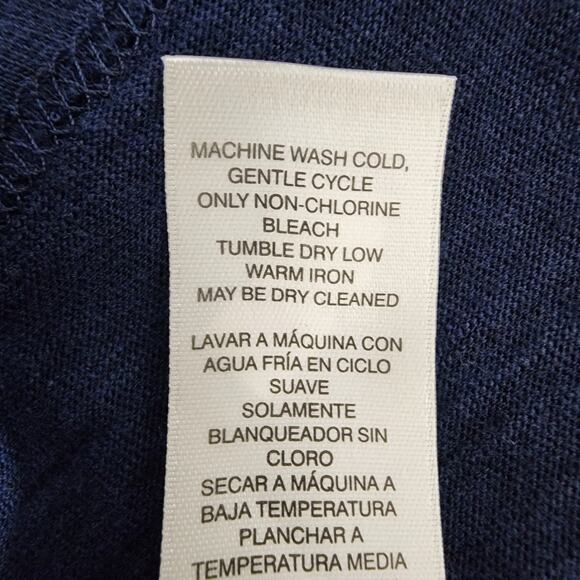 MACHINE WASH COLD,
GENTLE CYCLE
ONLY NON-CHLORINE
BLEACH
TUMBLE DRY LOW
WARM IRON
MAY BE DRY CLEANED
LAVAR A MÁQUINA CON
AGUA FRÍA EN CICLO
SUAVE
SOLAMENTE
BLANQUEADOR SIN
CLORO
SECAR A MÁQUINA A
BAJA TEMPERATURA
PLANCHAR A
TEMPERATURA MEDIA